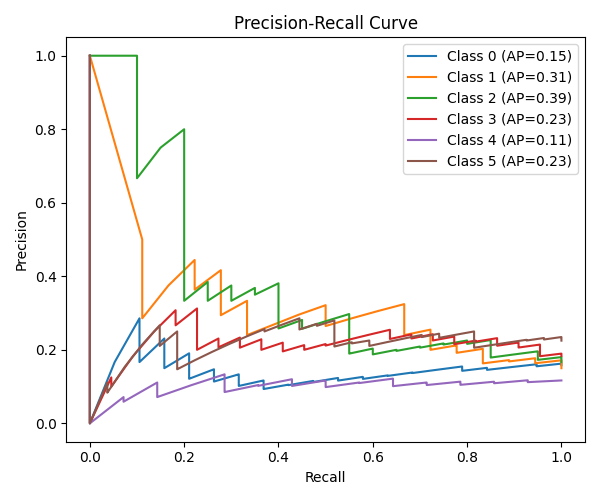 Precision-Recall Curve
Precision
1.0
0.8
0.6
0.4
0.2
0.0
Class 0 (AP=0.15)
Class 1 (AP=0.31)
Class 2 (AP=0.39)
Class 3 (AP=0.23)
Class 4 (AP=0.11)
Class 5 (AP=0.23)
0.0 0.2 0.4 0.6 0.8 1.0
Recall